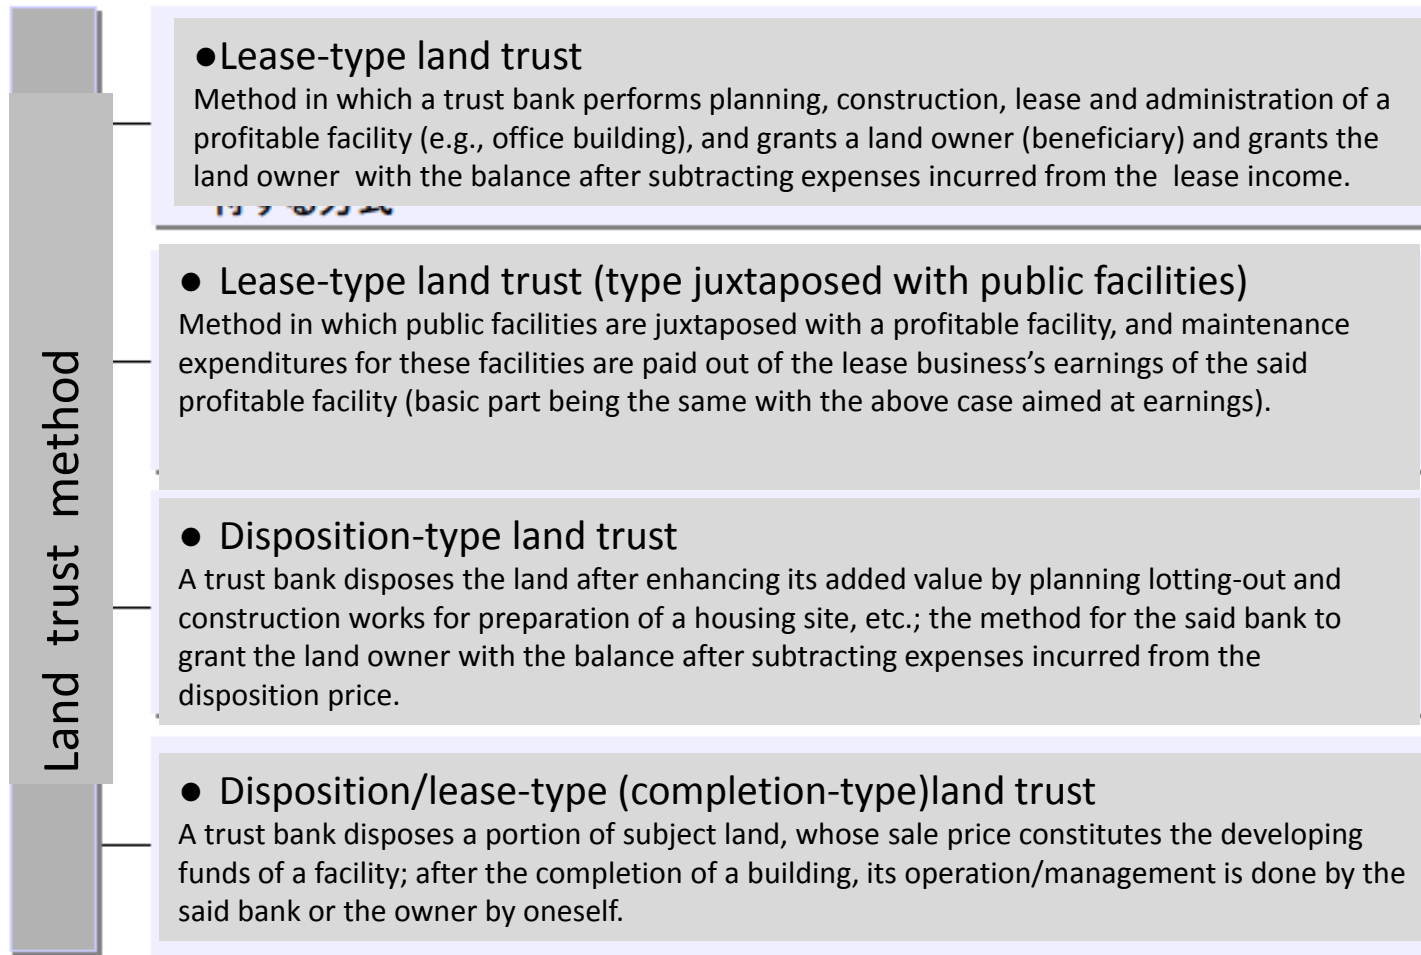 Land trust method
●Lease-type land trust
Method in which a trust bank performs planning, construction, lease and administration of a
profitable facility (e.g., office building), and grants a land owner (beneficiary) and grants the
land owner with the balance after subtracting expenses incurred from the lease income.
● Lease-type land trust (type juxtaposed with public facilities)
Method in which public facilities are juxtaposed with a profitable facility, and maintenance
expenditures for these facilities are paid out of the lease business’s earnings of the said
profitable facility (basic part being the same with the above case aimed at earnings).
● Disposition-type land trust
A trust bank disposes the land after enhancing its added value by planning lotting-out and
construction works for preparation of a housing site, etc.; the method for the said bank to
grant the land owner with the balance after subtracting expenses incurred from the
disposition price.
● Disposition/lease-type (completion-type)land trust
A trust bank disposes a portion of subject land, whose sale price constitutes the developing
funds of a facility; after the completion of a building, its operation/management is done by the
said bank or the owner by oneself.